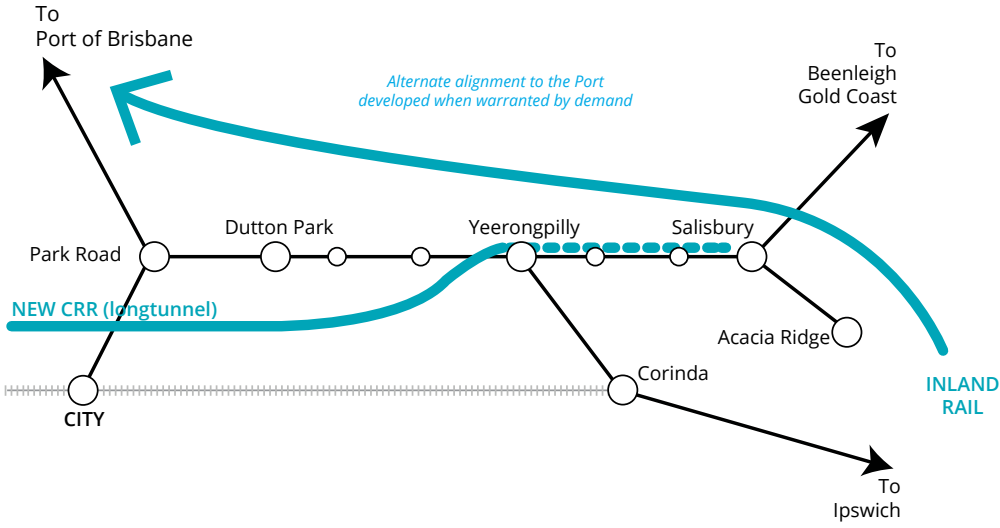 To
Port of Brisbane
Alternate alignment to the Port
developed when warranted by demand
To
Beenleigh
Gold Coast
Park Road
Dutton Park
Yeerongpilly
Salisbury
NEW CRR (longtunnel)
Acacia Ridge
Corinda
CITY
INLAND
RAIL
To
Ipswich